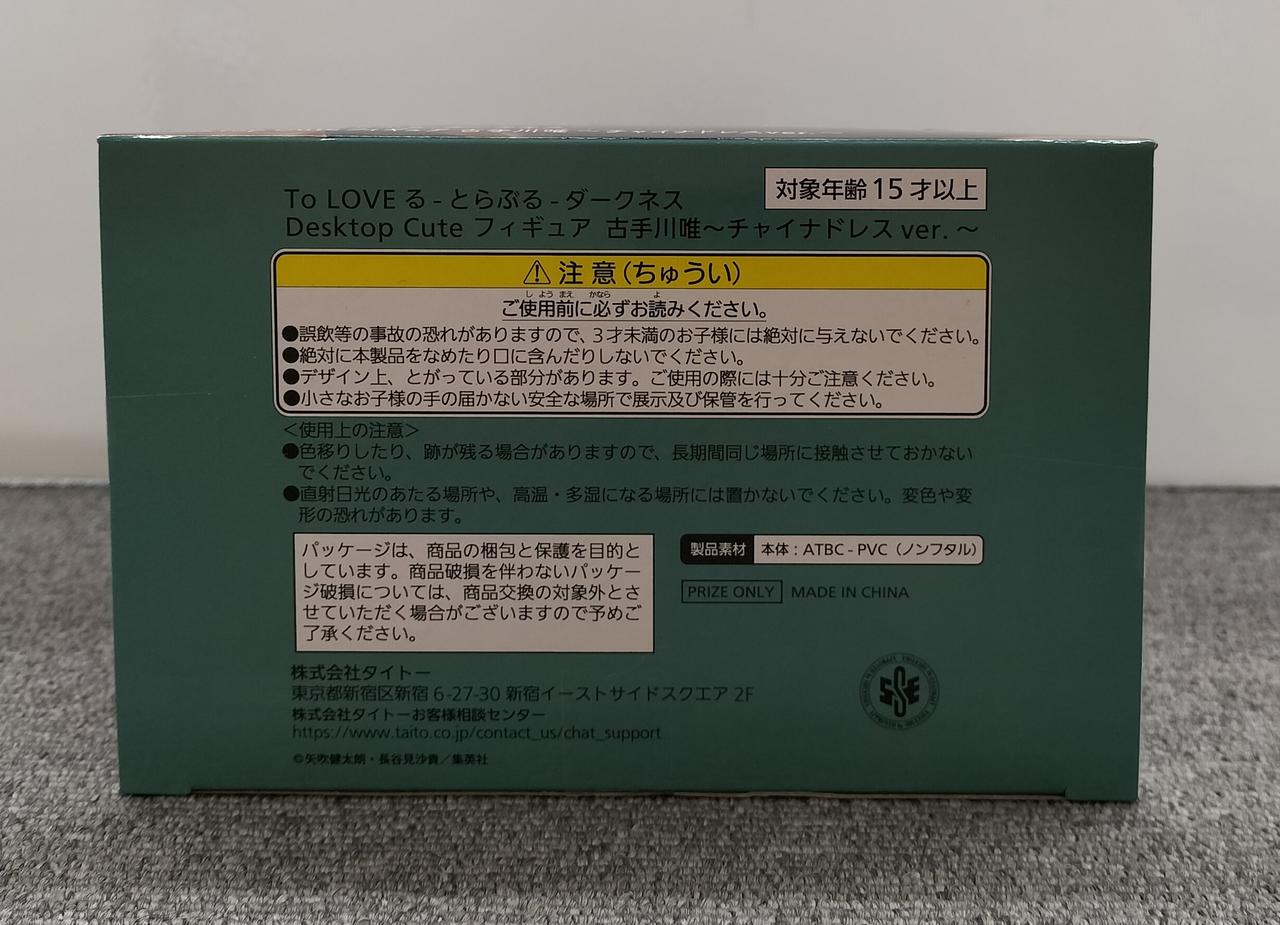 To LOVE る - とらぶる - ダークネス
対象年齢 15 才以上
Desktop Cute フィギュア 古手川唯～チャイナドレス ver. ～
⚠ 注 意(ちゅうい)
ご使用前に必ずお読みください。
●誤飲等の事故の恐れがありますので、3才未満のお子様には絶対に与えないでください。
●絶対に本製品をなめたり口に含んだりしないでください。
●デザイン上、とがっている部分があります。ご使用の際には十分ご注意ください。
●小さなお子様の手の届かない安全な場所で展示及び保管を行ってください。
＜使用上の注意＞
●色移りしたり、跡が残る場合がありますので、長期間同じ場所に接触させておかない
でください。
●直射日光のあたる場所や、高温・多湿になる場所には置かないでください。変色や変
形の恐れがあります。
パッケージは、商品の梱包と保護を目的と
しています。商品破損を伴わないパッケー
ジ破損については、商品交換の対象外とさ
せていただく場合がございますので予めご
了承ください。
製品素材 本体：ATBC - PVC（ノンフタル）
PRIZE ONLY MADE IN CHINA
株式会社タイトー
東京都新宿区新宿 6-27-30 新宿イーストサイドスクエア 2F
株式会社タイトーお客様相談センター
https://www.taito.co.jp/contact_us/chat_support
©矢吹健太朗・長谷見沙貴／集英社